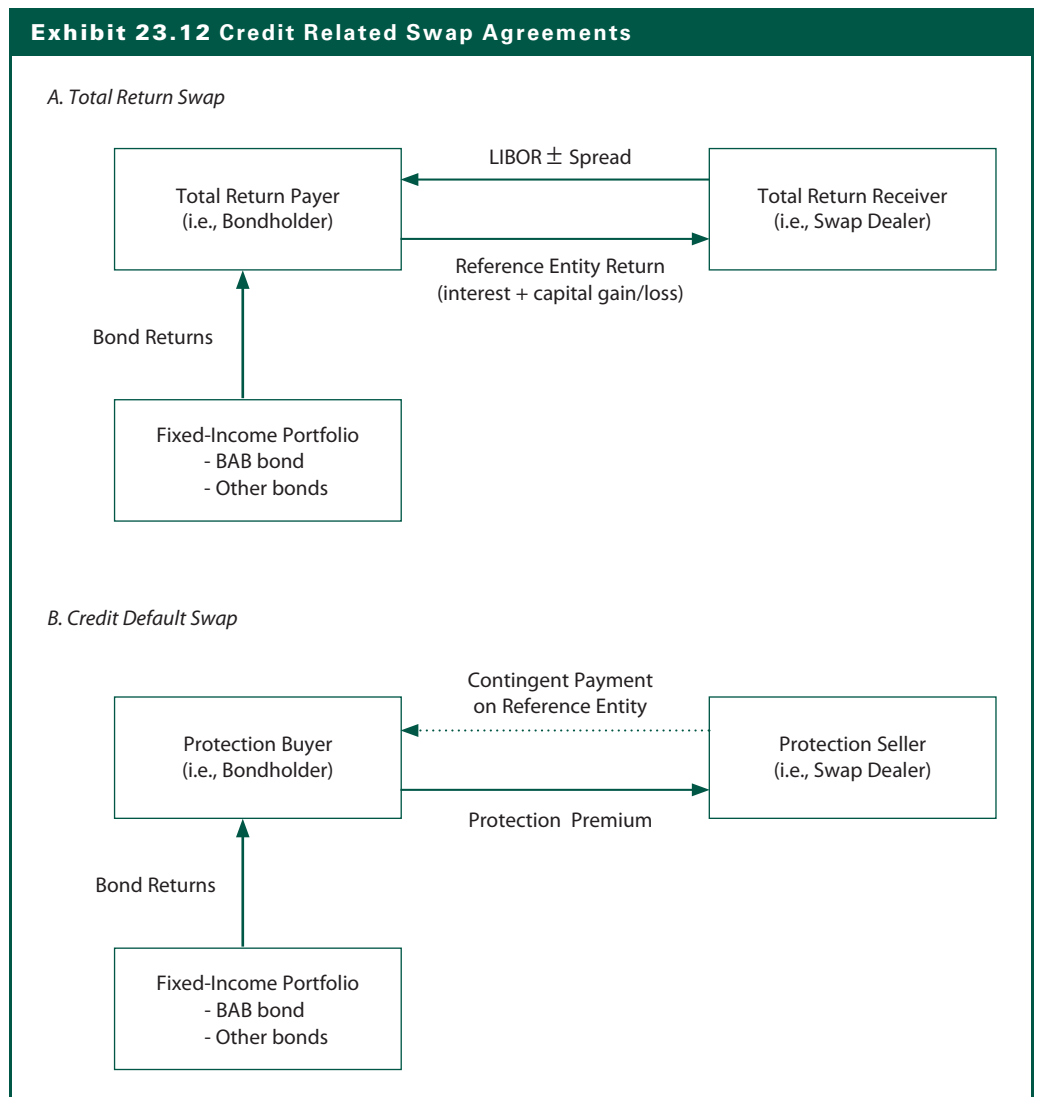 Exhibit 23.12 Credit Related Swap Agreements
A. Total Return Swap
LIBOR ± Spread
Total Return Payer
(i.e., Bondholder)
Total Return Receiver
(i.e., Swap Dealer)
Reference Entity Return
(interest + capital gain/loss)
Bond Returns
Fixed-Income Portfolio
- BAB bond
- Other bonds
B. Credit Default Swap
Contingent Payment
on Reference Entity
Protection Buyer
(i.e., Bondholder)
Protection Seller
(i.e., Swap Dealer)
Protection Premium
Bond Returns
Fixed-Income Portfolio
- BAB bond
- Other bonds